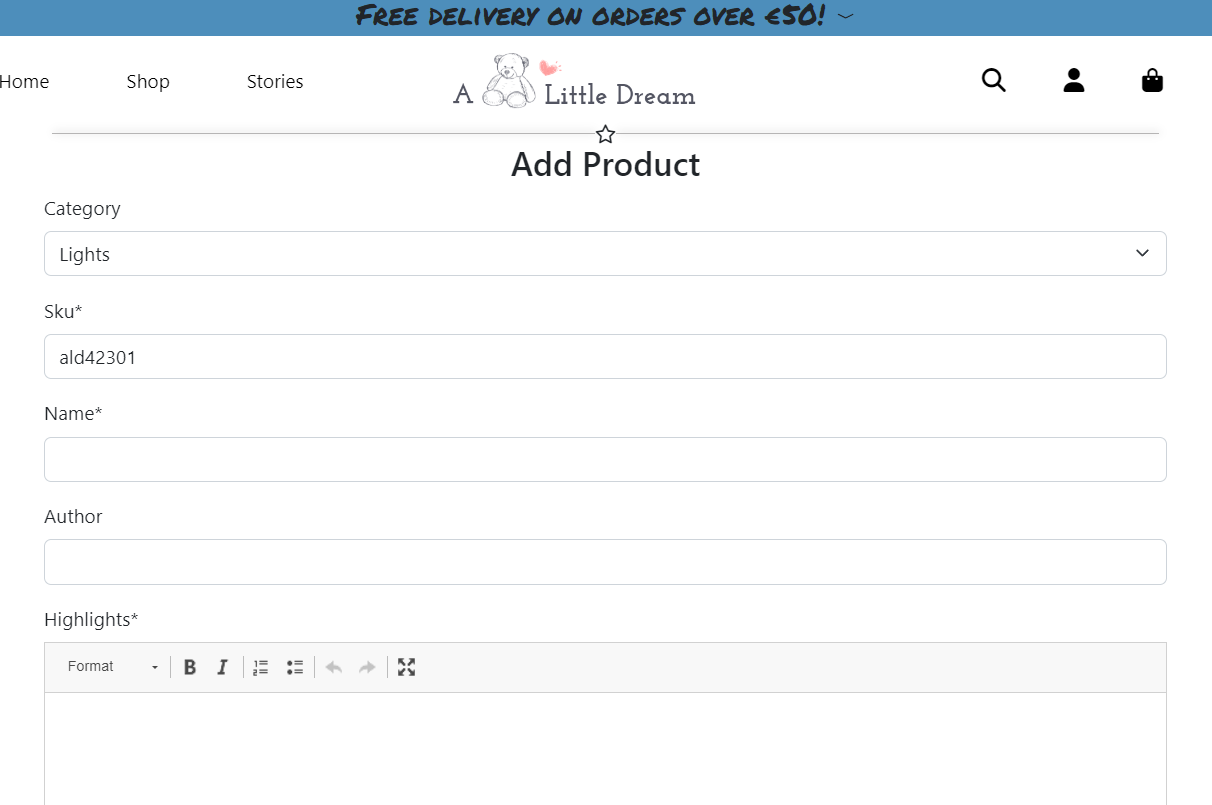 Free delivery on orders over €50!
Home Shop Stories
A Little Dream
Add Product
Category
Lights
Sku*
ald42301
Name*
Author
Highlights*
Format B I